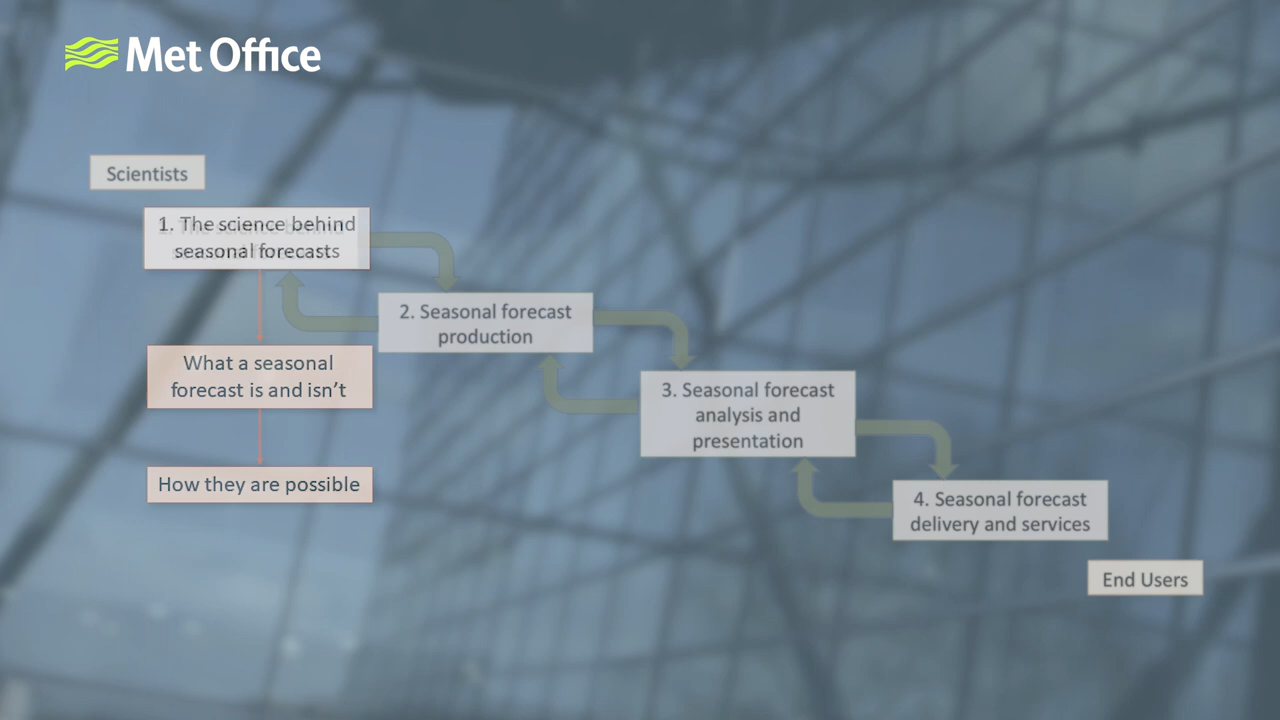 Met Office
Scientists
1. The science behind
seasonal forecasts
2. Seasonal forecast
production
What a seasonal
forecast is and isn't
3. Seasonal forecast
analysis and
presentation
How they are possible
4. Seasonal forecast
delivery and services
End Users